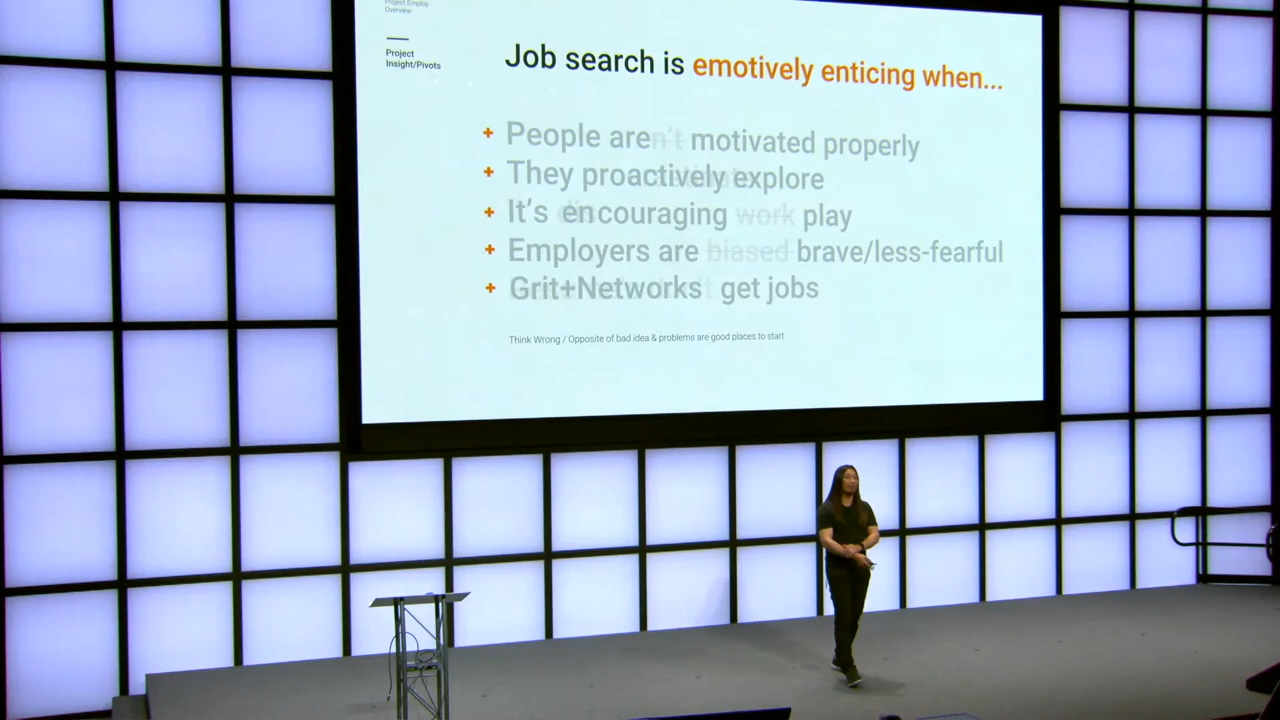 Project Employ
Overview
Project
Insight/Pivots
Job search is emotively enticing when...
+ People aren't motivated properly
+ They proactively explore
+ It's encouraging work play
+ Employers are biased brave/less-fearful
+ Grit+Networks get jobs
Think Wrong / Opposite of bad idea & problems are good places to start